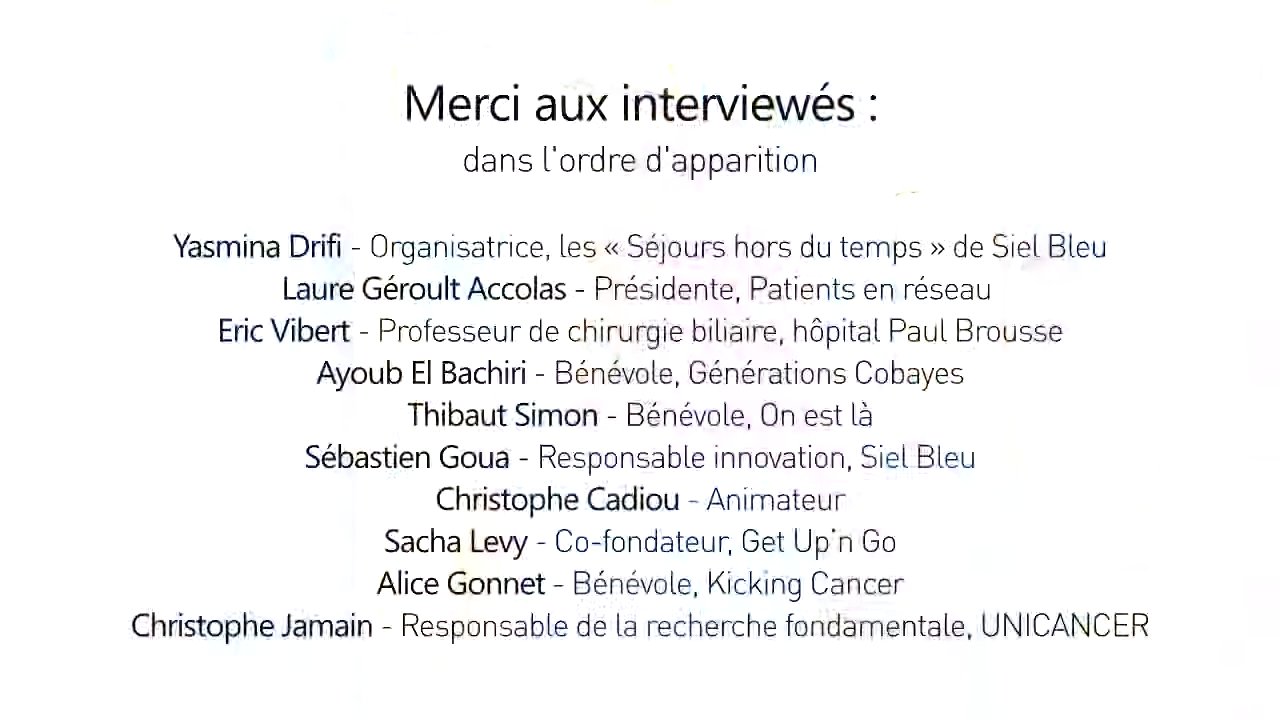 Merci aux interviewés :
dans l'ordre d'apparition
Yasmina Drifi - Organisatrice, les « Séjours hors du temps » de Siel Bleu
Laure Géroult Accolas - Présidente, Patients en réseau
Eric Vibert - Professeur de chirurgie biliaire, hôpital Paul Brousse
Ayoub El Bachiri - Bénévole, Générations Cobayes
Thibaut Simon - Bénévole, On est là
Sébastien Goua - Responsable innovation, Siel Bleu
Christophe Cadiou - Animateur
Sacha Levy - Co-fondateur, Get Up'n Go
Alice Gonnet - Bénévole, Kicking Cancer
Christophe Jamain - Responsable de la recherche fondamentale, UNICANCER